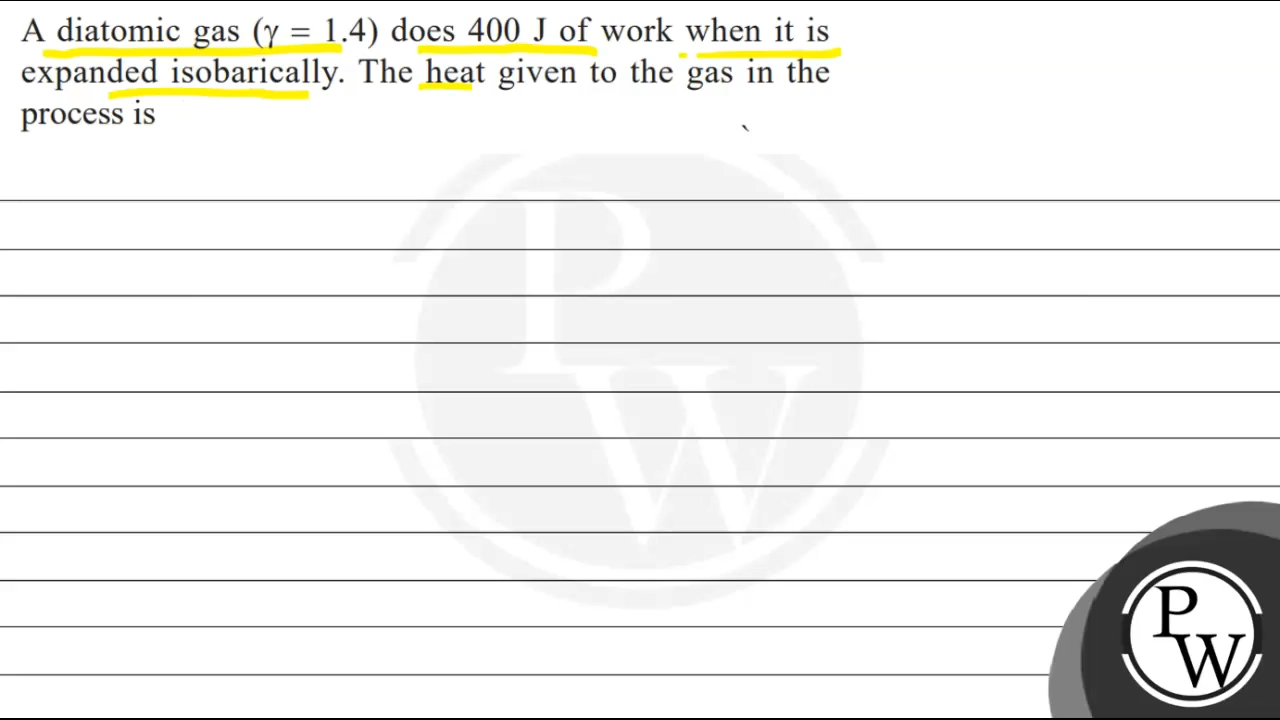 A diatomic gas (γ = 1.4) does 400 J of work when it is
expanded isobarically. The heat given to the gas in the
process is
P
W
P
W